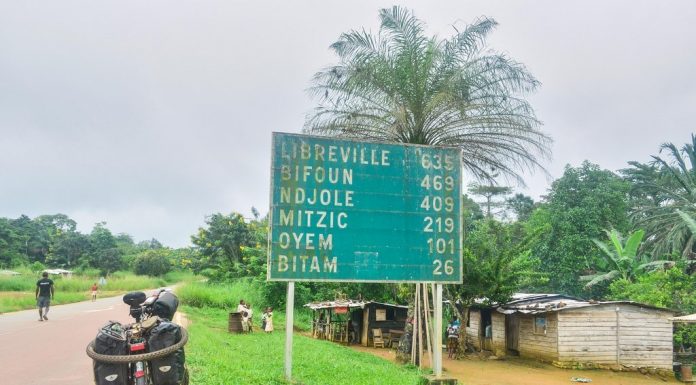 LIBREVILLE 635
BIFOUN 469
NDJOLE 409
MITZIC 219
OYEM 101
BITAM 26